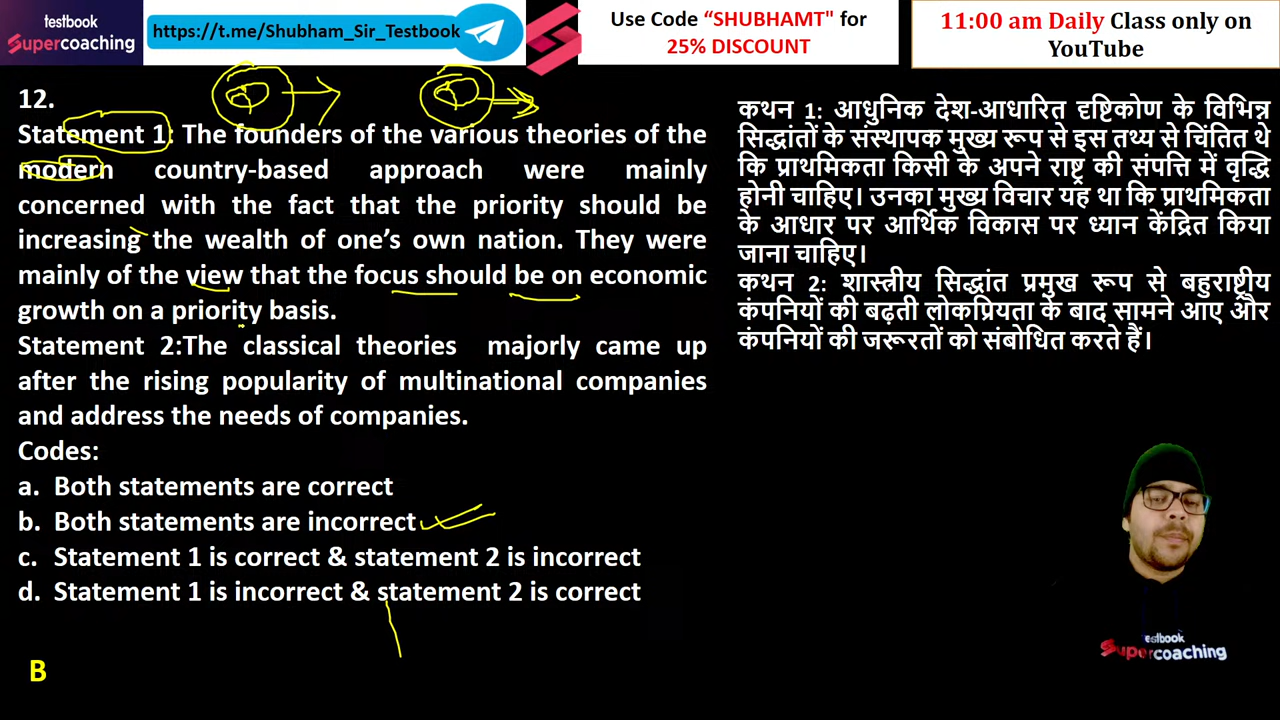 testbook
Supercoaching
https://t.me/Shubham_Sir_Testbook
Use Code “SHUBHAMT" for
25% DISCOUNT
11:00 am Daily Class only on
YouTube
12.
Statement 1: The founders of the various theories of the
modern country-based approach were mainly
concerned with the fact that the priority should be
increasing the wealth of one’s own nation. They were
mainly of the view that the focus should be on economic
growth on a priority basis.
Statement 2:The classical theories majorly came up
after the rising popularity of multinational companies
and address the needs of companies.
Codes:
a. Both statements are correct
b. Both statements are incorrect
c. Statement 1 is correct & statement 2 is incorrect
d. Statement 1 is incorrect & statement 2 is correct
B
कथन 1: आधुनिक देश-आधारित दृष्टिकोण के विभिन्न
सिद्धांतों के संस्थापक मुख्य रूप से इस तथ्य से चिंतित थे
कि प्राथमिकता किसी के अपने राष्ट्र की संपत्ति में वृद्धि
होनी चाहिए। उनका मुख्य विचार यह था कि प्राथमिकता
के आधार पर आर्थिक विकास पर ध्यान केंद्रित किया
जाना चाहिए।
कथन 2: शास्त्रीय सिद्धांत प्रमुख रूप से बहुराष्ट्रीय
कंपनियों की बढ़ती लोकप्रियता के बाद सामने आए और
कंपनियों की जरूरतों को संबोधित करते हैं।
testbook
Supercoaching